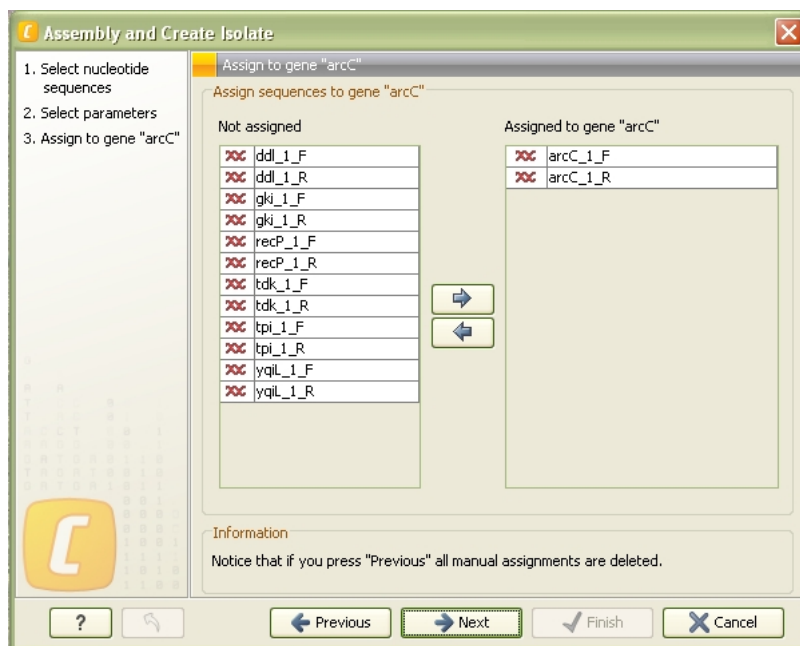 Assembly and Create Isolate
1. Select nucleotide
sequences
2. Select parameters
3. Assign to gene "arcC"
Assign to gene "arcC"
Assign sequences to gene "arcC"
Not assigned
ddl_1_F
ddl_1_R
gki_1_F
gki_1_R
recP_1_F
recP_1_R
tdk_1_F
tdk_1_R
tpi_1_F
tpi_1_R
yqiL_1_F
yqiL_1_R
Assigned to gene "arcC"
arcC_1_F
arcC_1_R
Information
Notice that if you press "Previous" all manual assignments are deleted.
?
Previous
Next
Finish
Cancel